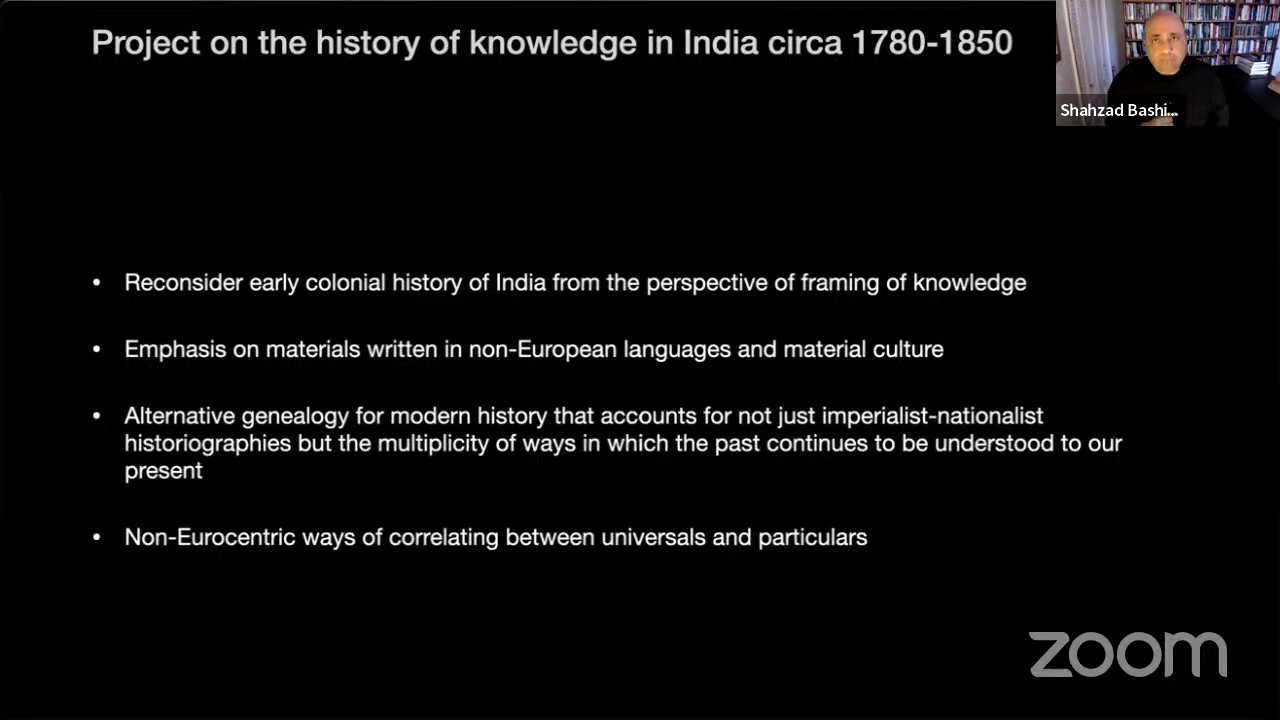 Project on the history of knowledge in India circa 1780-1850
Shahzad Bashi...
• Reconsider early colonial history of India from the perspective of framing of knowledge
• Emphasis on materials written in non-European languages and material culture
• Alternative genealogy for modern history that accounts for not just imperialist-nationalist
historiographies but the multiplicity of ways in which the past continues to be understood to our
present
• Non-Eurocentric ways of correlating between universals and particulars
zoom